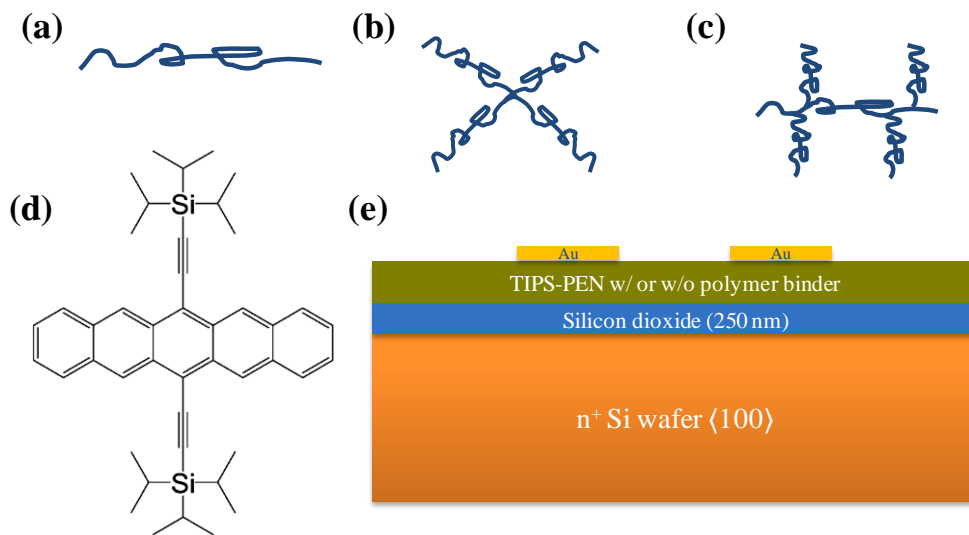 (a)
(b)
(c)
(d)
Si
Si
(e)
Au Au
TIPS-PEN w/ or w/o polymer binder
Silicon dioxide (250 nm)
n⁺ Si wafer ⟨100⟩